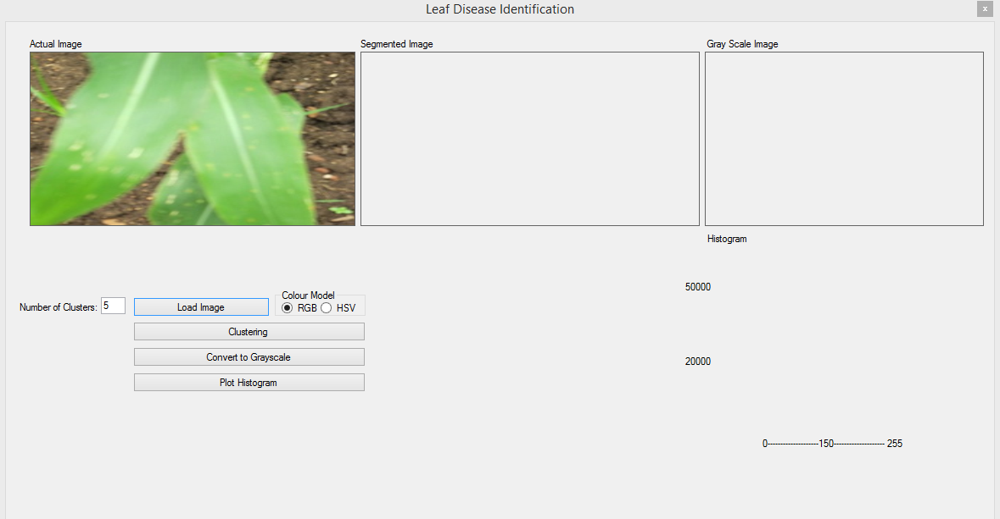 Leaf Disease Identification
x
Actual Image
Segmented Image
Gray Scale Image
Histogram
50000
Number of Clusters: 5
Load Image
Colour Model
RGB HSV
Clustering
Convert to Grayscale
20000
Plot Histogram
0--------------------150-------------------- 255